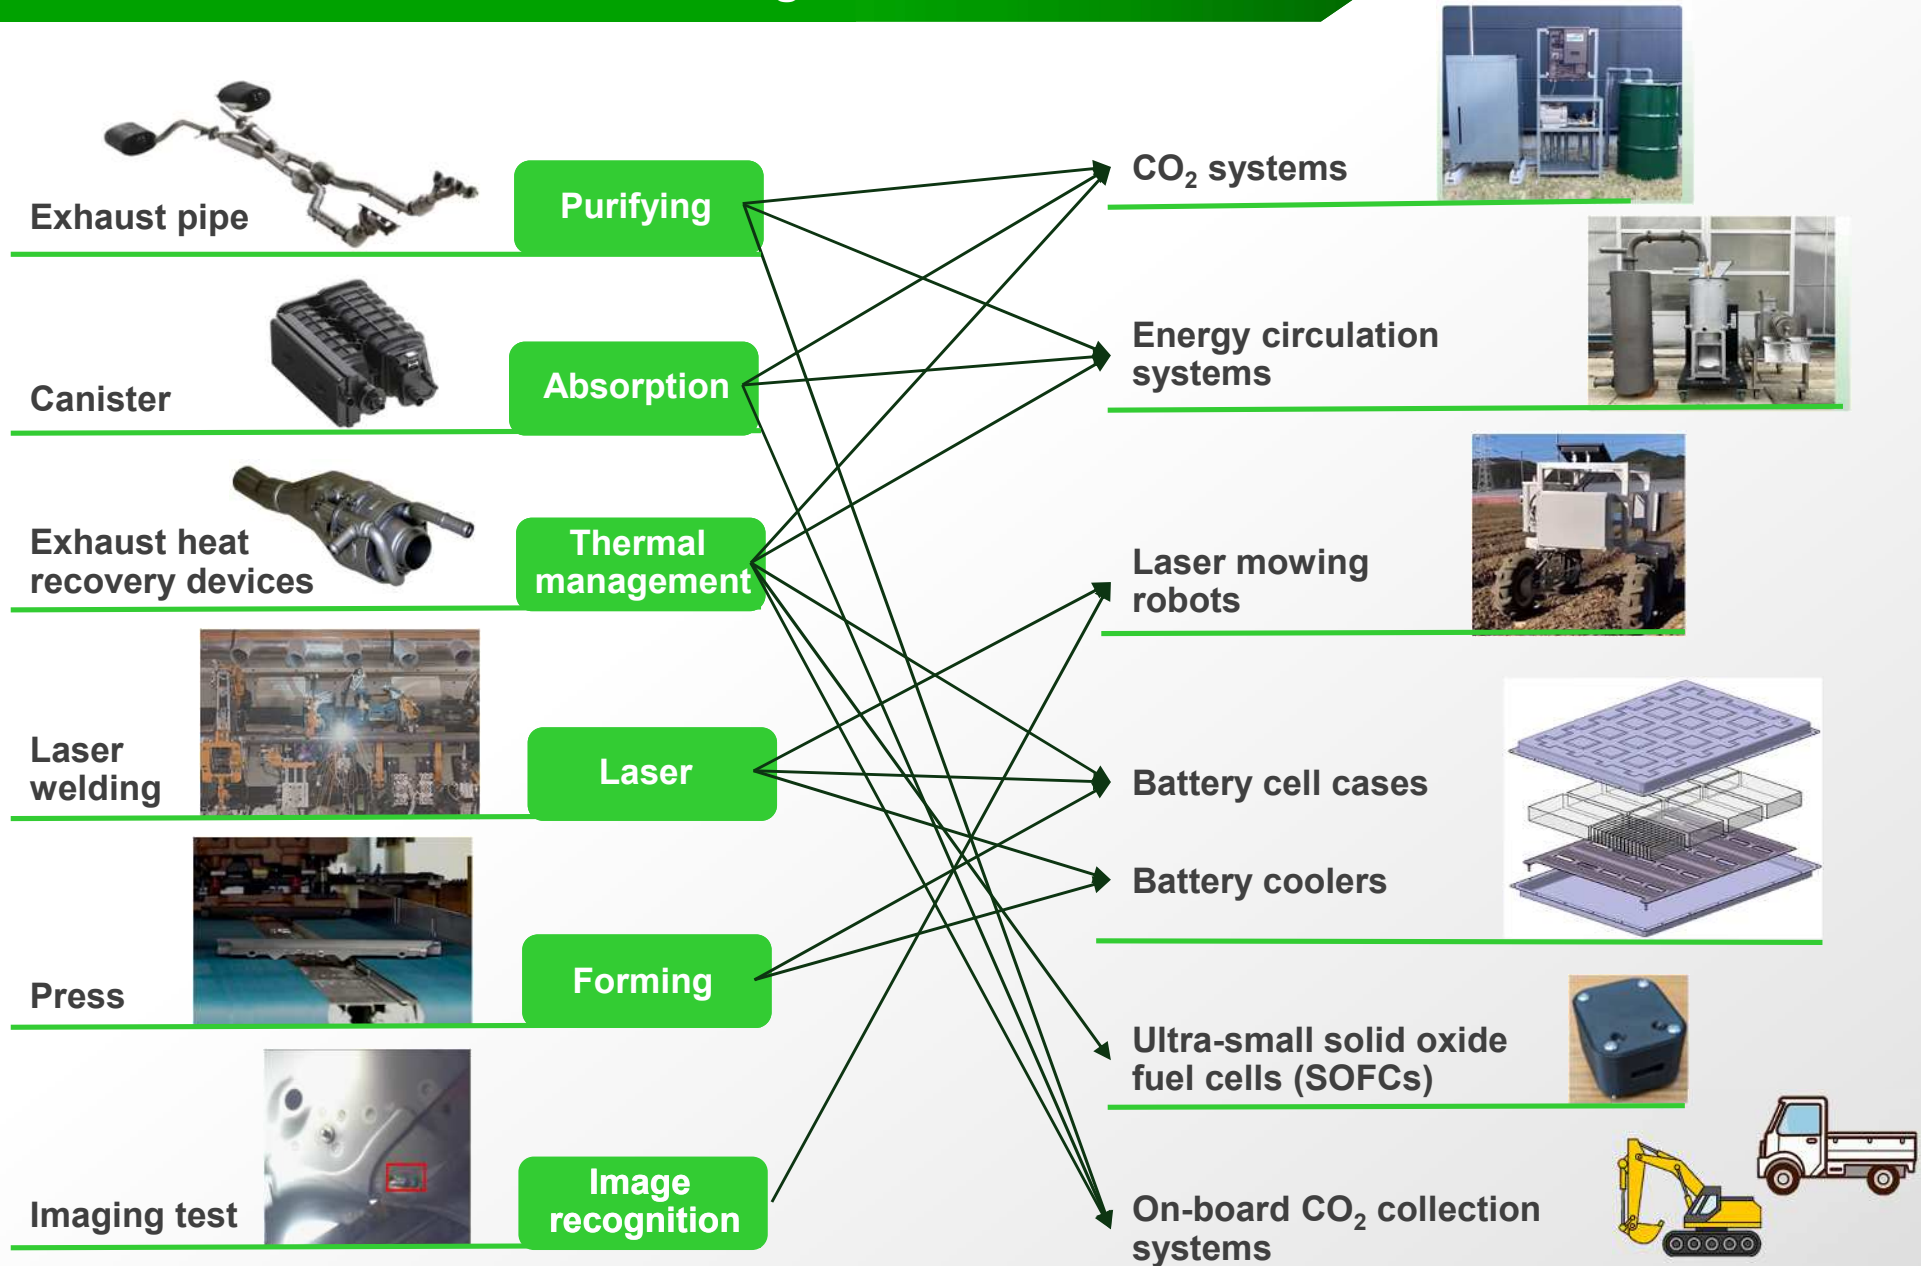 Exhaust pipe
Purifying
CO₂ systems
Canister
Absorption
Energy circulation
systems
Exhaust heat
recovery devices
Thermal
management
Laser mowing
robots
Laser
welding
Laser
Battery cell cases
Battery coolers
Press
Forming
Ultra-small solid oxide
fuel cells (SOFCs)
Imaging test
Image
recognition
On-board CO₂ collection
systems